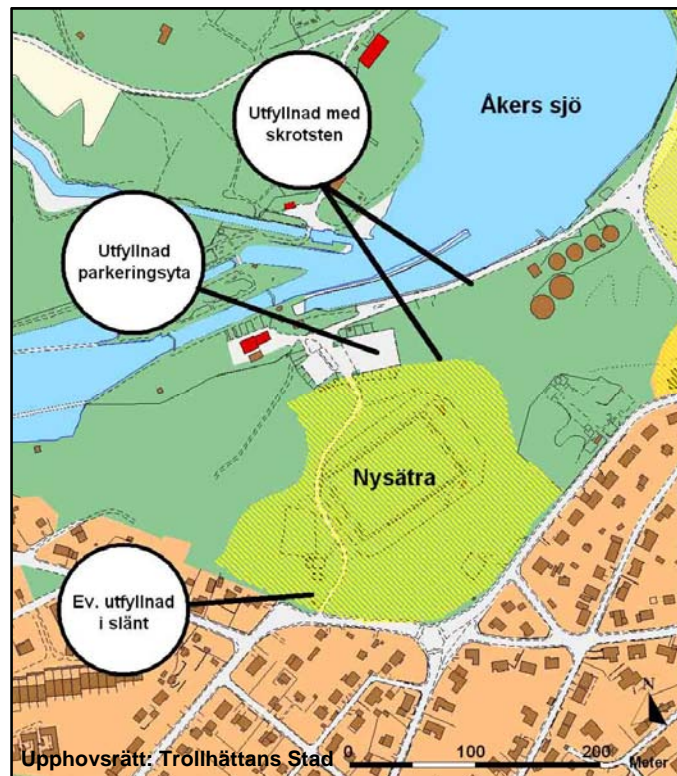 Utfyllnad med
skrotsten
Åkers sjö
Utfyllnad
parkeringsyta
Nysätra
Ev. utfyllnad
i slänt
N
Upphovsrätt: Trollhättans Stad
0 100 200
Meter